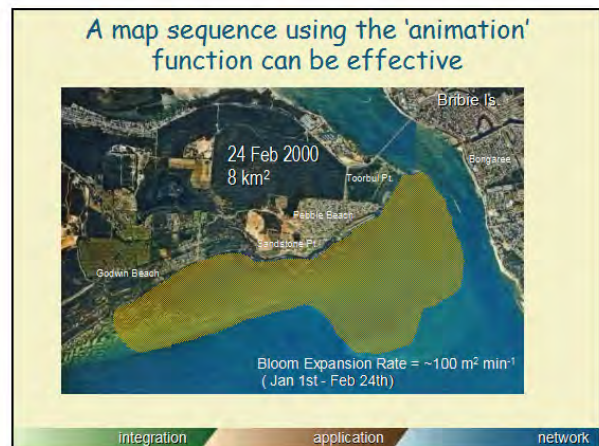 A map sequence using the ‘animation’
function can be effective
Bribie Is.
24 Feb 2000
8 km²
Bongaree
Toorbul Pt.
Pebble Beach
Sandstone Pt.
Godwin Beach
Bloom Expansion Rate = ~100 m² min⁻¹
( Jan 1st - Feb 24th)
integration
application
network